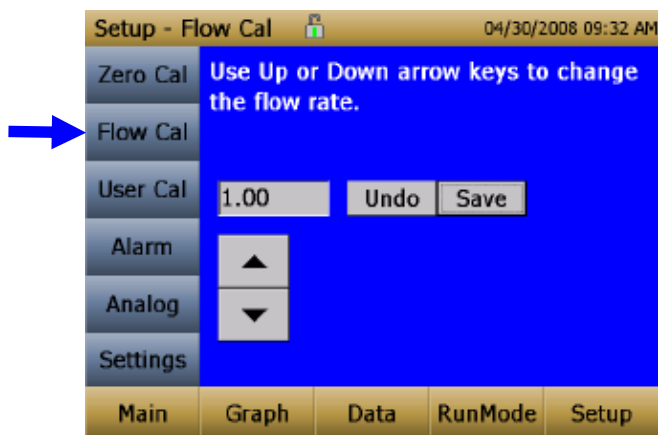 Setup - Flow Cal 04/30/2008 09:32 AM
Zero Cal
Use Up or Down arrow keys to change
the flow rate.
Flow Cal
User Cal
1.00 Undo Save
Alarm
Analog
Settings
Main Graph Data RunMode Setup